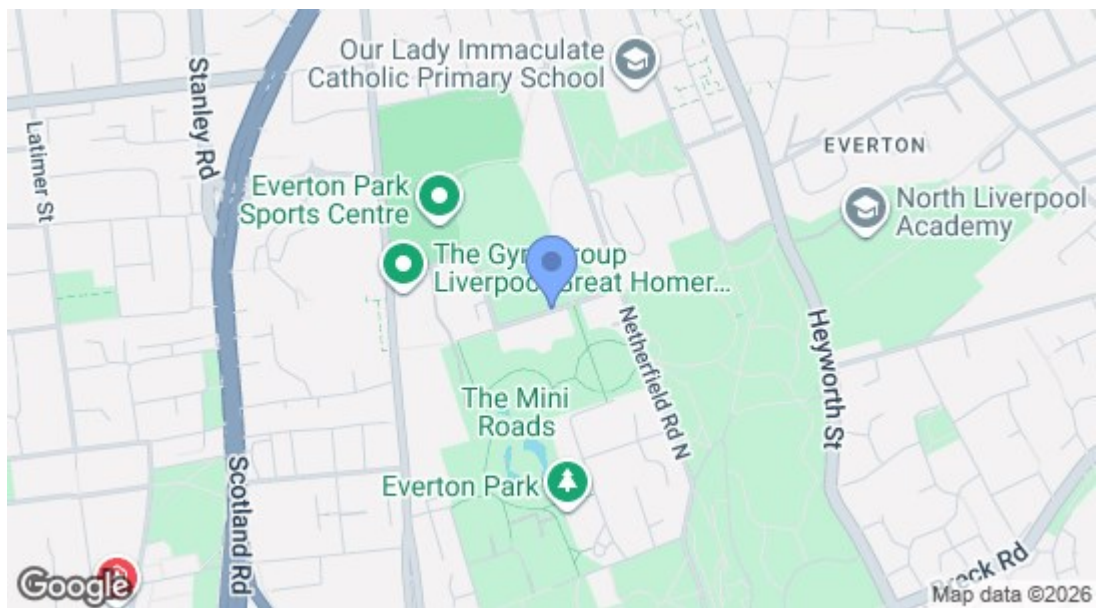 Our Lady Immaculate
Catholic Primary School
Stanley Rd
Latimer St
EVERTON
Everton Park
Sports Centre
North Liverpool
Academy
The Gym Group
Liverpool Great Homer...
Netherfield Rd N
Heyworth St
The Mini
Roads
Scotland Rd
Everton Park
Breck Rd
Google
Map data ©2026